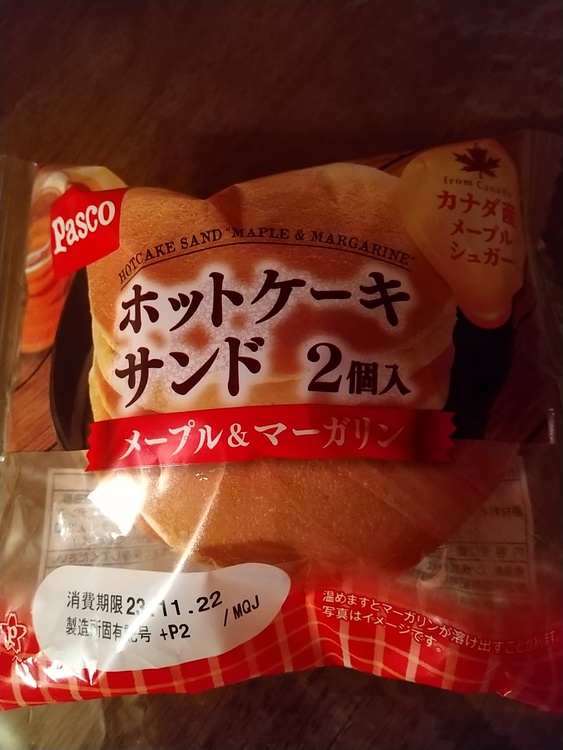 Pasco
from Canada
カナダ産
メープル
シュガー
HOTCAKE SAND "MAPLE & MARGARINE"
ホットケーキ
サンド 2個入
メープル&マーガリン
消費期限 23.11.22
製造所固有記号 +P2 /MQJ
温めますとマーガリンが溶け出すことがあります。
写真はイメージです。